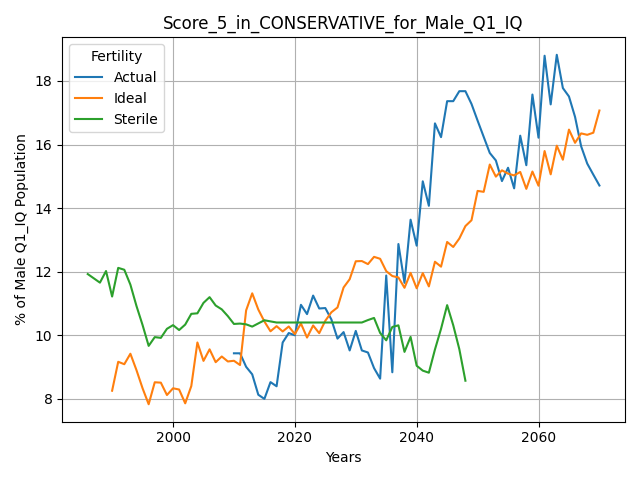 Score_5_in_CONSERVATIVE_for_Male_Q1_IQ
Fertility
Actual
Ideal
Sterile
% of Male Q1_IQ Population
18
16
14
12
10
8
2000
2020
2040
2060
Years